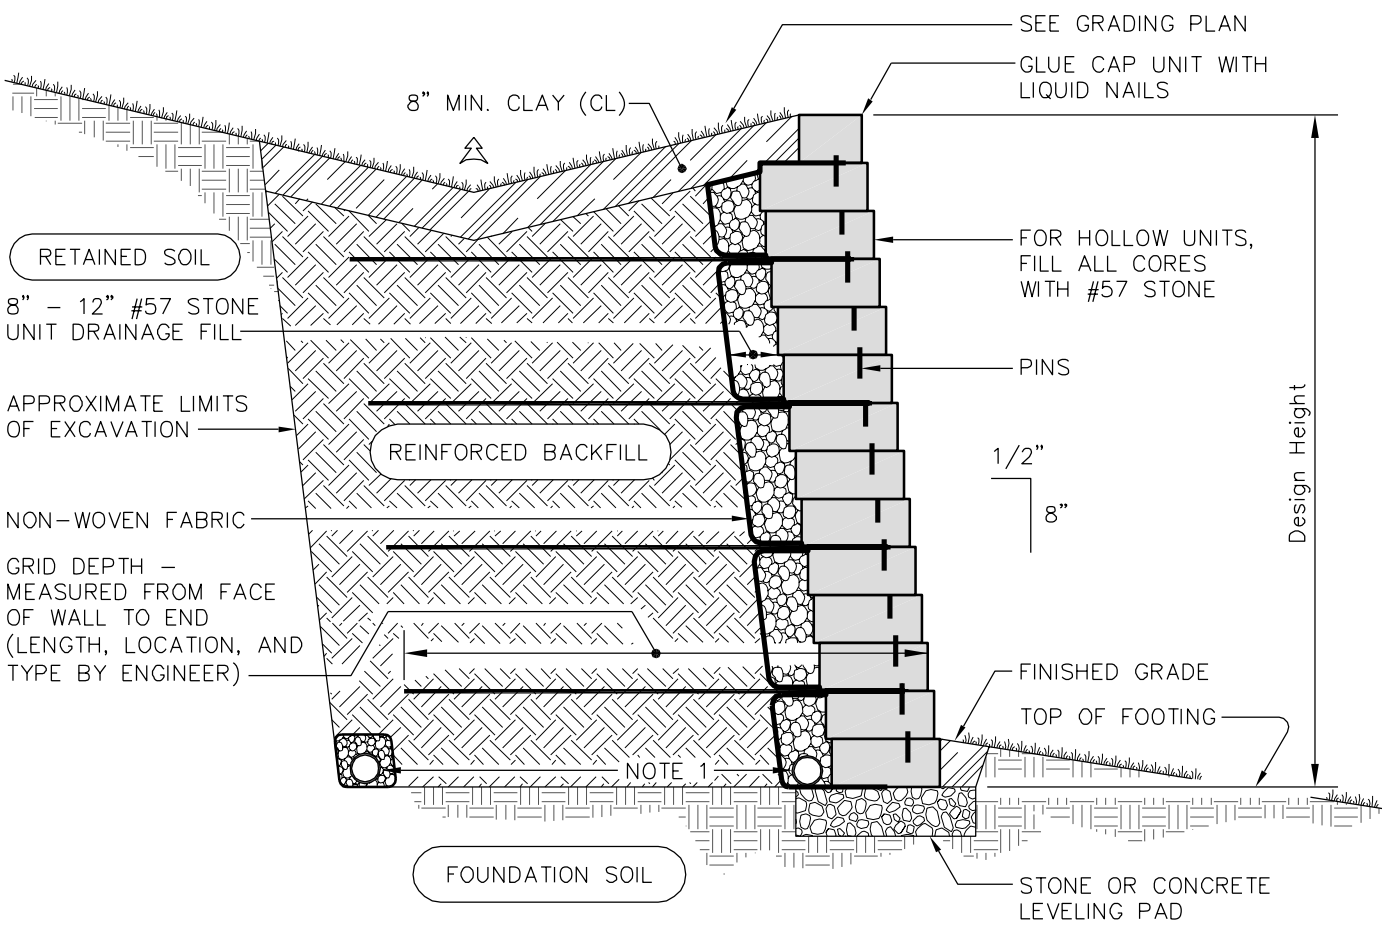 SEE GRADING PLAN
GLUE CAP UNIT WITH
LIQUID NAILS
8” MIN. CLAY (CL)
RETAINED SOIL
FOR HOLLOW UNITS,
FILL ALL CORES
WITH #57 STONE
8” – 12” #57 STONE
UNIT DRAINAGE FILL
PINS
APPROXIMATE LIMITS
OF EXCAVATION
REINFORCED BACKFILL
1/2”
8”
Design Height
NON–WOVEN FABRIC
GRID DEPTH –
MEASURED FROM FACE
OF WALL TO END
(LENGTH, LOCATION, AND
TYPE BY ENGINEER)
FINISHED GRADE
TOP OF FOOTING
NOTE 1
FOUNDATION SOIL
STONE OR CONCRETE
LEVELING PAD